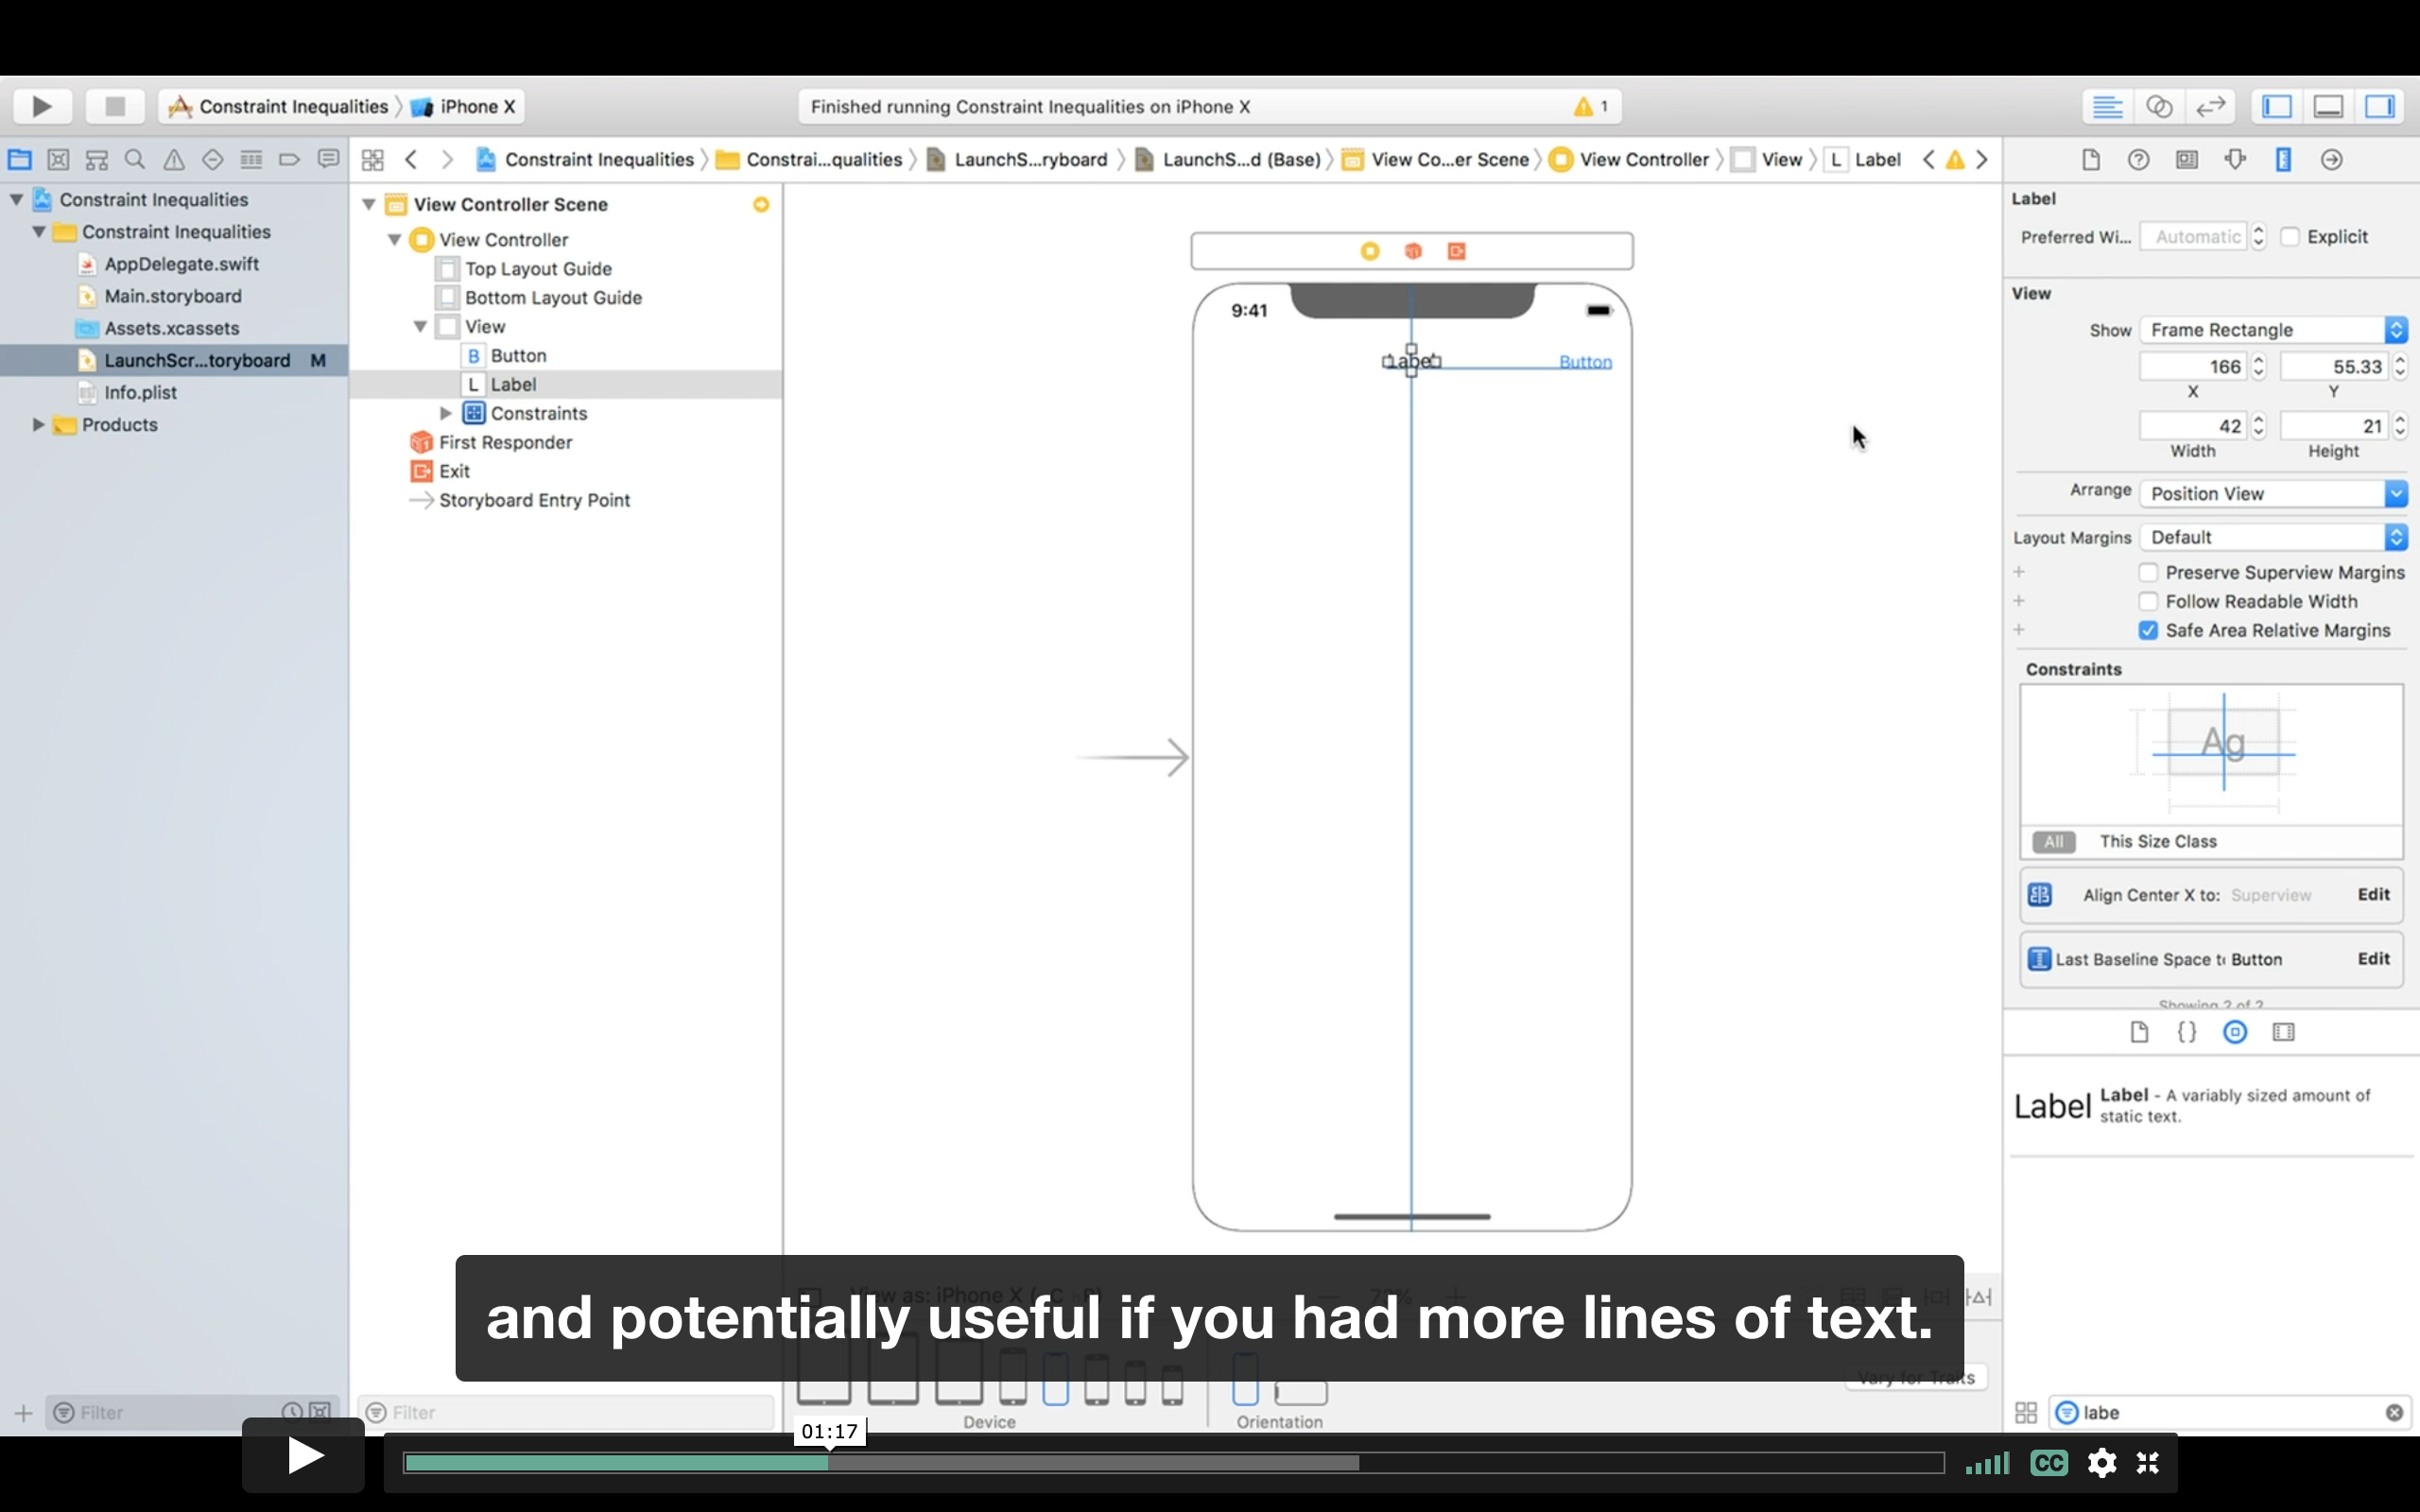 Constraint Inequalities
iPhone X
Finished running Constraint Inequalities on iPhone X
1
Constraint Inequalities
Constrai...qualities
LaunchS...ryboard
LaunchS...d (Base)
View Co...er Scene
View Controller
View
L Label
Constraint Inequalities
Constraint Inequalities
AppDelegate.swift
Main.storyboard
Assets.xcassets
LaunchScr...toryboard M
Info.plist
Products
Filter
View Controller Scene
View Controller
Top Layout Guide
Bottom Layout Guide
View
B Button
L Label
Constraints
First Responder
Exit
Storyboard Entry Point
Filter
9:41
Label
Button
Device
Orientation
Vary for Traits
Label
Preferred Wi... Automatic Explicit
View
Show Frame Rectangle
166 55.33
X Y
42 21
Width Height
Arrange Position View
Layout Margins Default
Preserve Superview Margins
Follow Readable Width
Safe Area Relative Margins
Constraints
Ag
All This Size Class
Align Center X to: Superview Edit
Last Baseline Space t Button Edit
Showing 2 of 2
{ }
Label
Label - A variably sized amount of
static text.
labe
and potentially useful if you had more lines of text.
01:17
CC